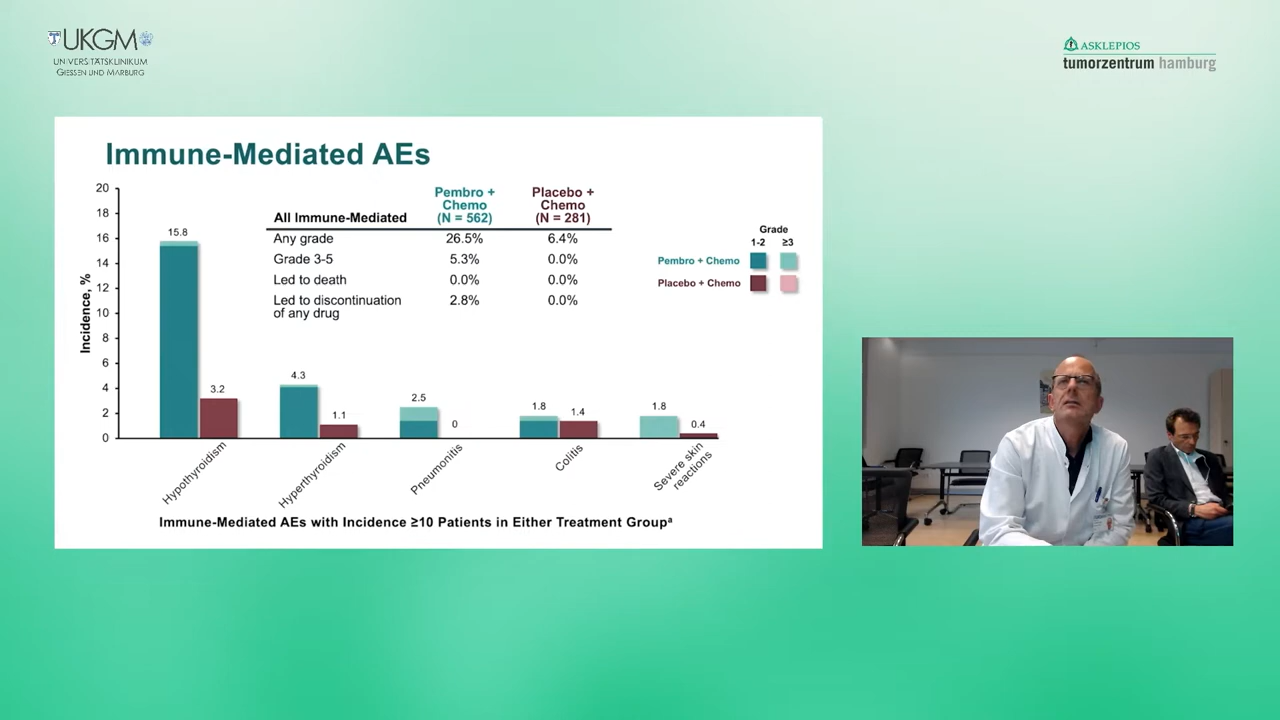 UKGM
UNIVERSITÄTSKLINIKUM
GIESSEN UND MARBURG
ASKLEPIOS
tumorzentrum hamburg
Immune-Mediated AEs
All Immune-Mediated
Pembro +
Chemo
(N = 562)
Placebo +
Chemo
(N = 281)
Any grade 26.5% 6.4%
Grade 3-5 5.3% 0.0%
Led to death 0.0% 0.0%
Led to discontinuation 2.8% 0.0%
of any drug
Grade
1-2 ≥3
Pembro + Chemo
Placebo + Chemo
Incidence, %
20
18
16
14
12
10
8
6
4
2
0
15.8
3.2
4.3
1.1
2.5
0
1.8
1.4
1.8
0.4
Hypothyroidism
Hyperthyroidism
Pneumonitis
Colitis
Severe skin
reactions
Immune-Mediated AEs with Incidence ≥10 Patients in Either Treatment Groupᵃ